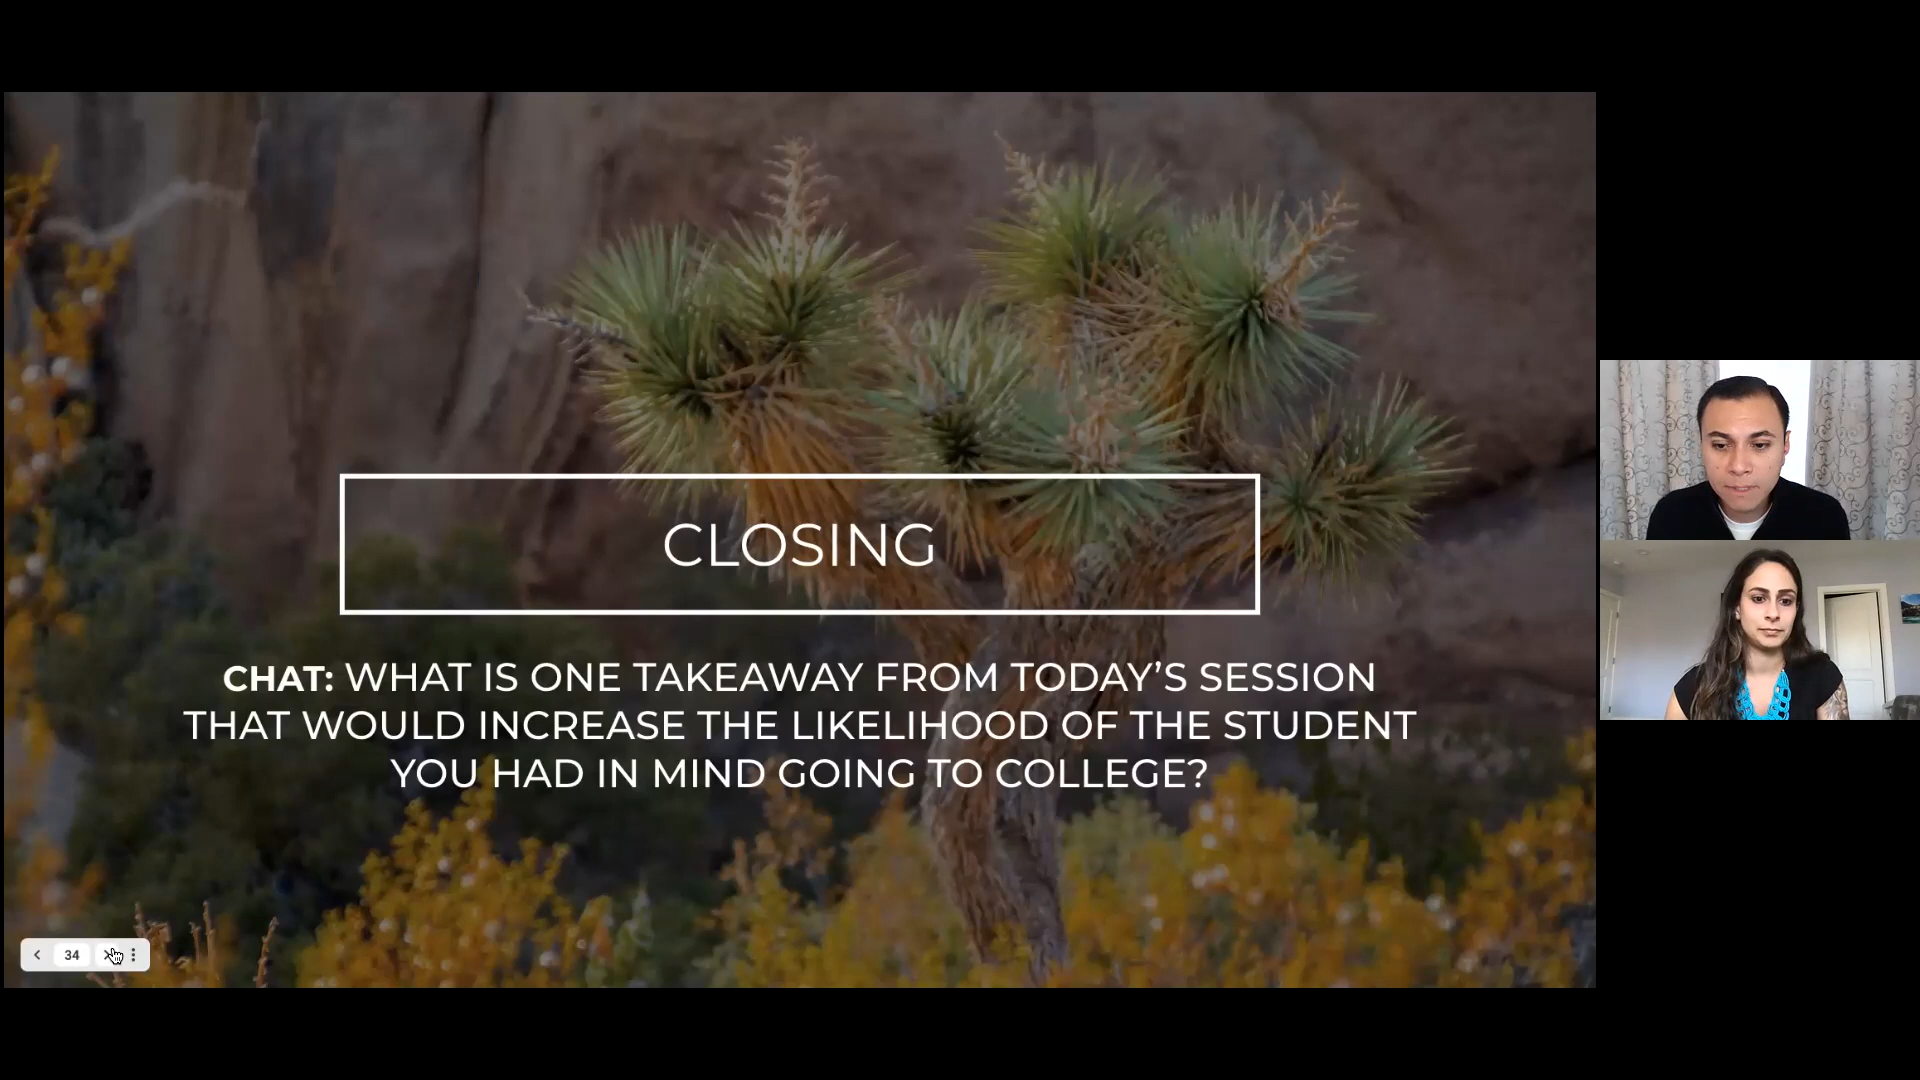 CLOSING
CHAT: WHAT IS ONE TAKEAWAY FROM TODAY’S SESSION
THAT WOULD INCREASE THE LIKELIHOOD OF THE STUDENT
YOU HAD IN MIND GOING TO COLLEGE?
34